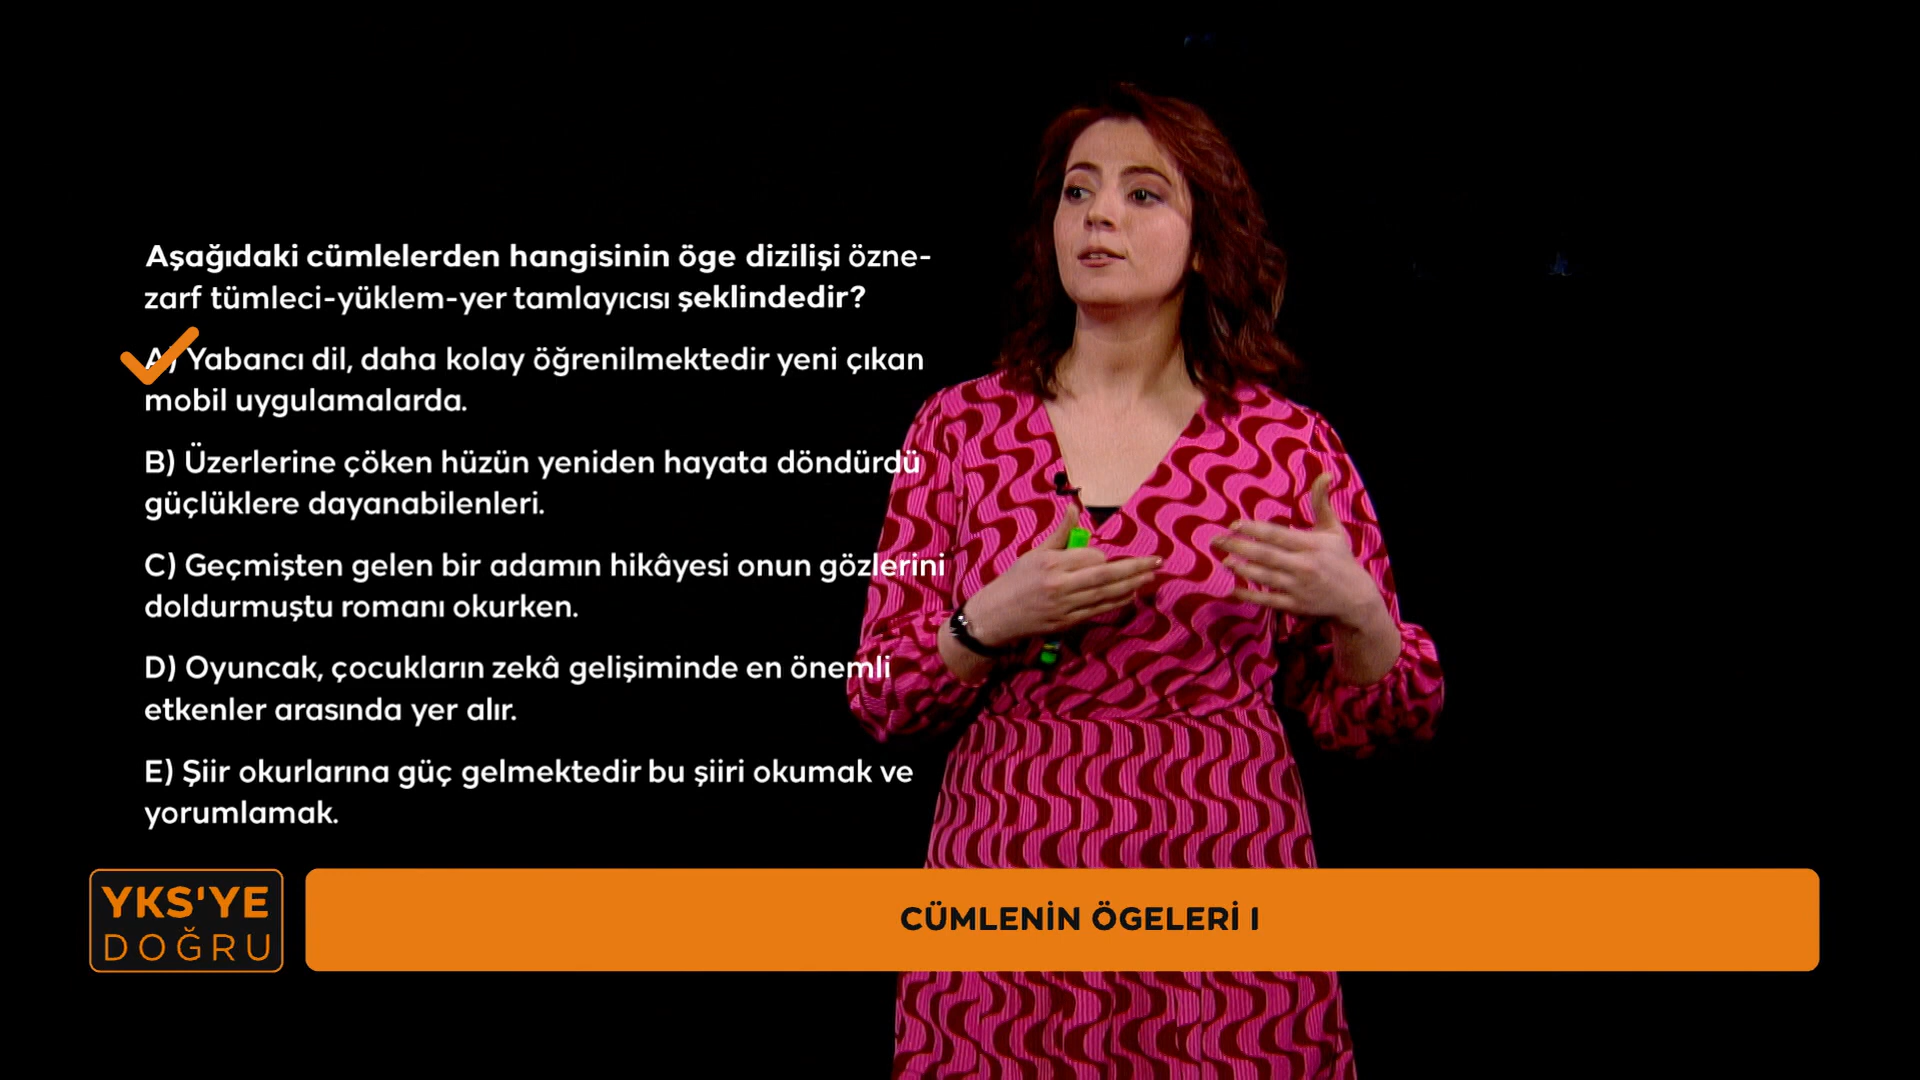 Aşağıdaki cümlelerden hangisinin öge dizilişi özne-
zarf tümleci-yüklem-yer tamlayıcısı şeklindedir?
A) Yabancı dil, daha kolay öğrenilmektedir yeni çıkan
mobil uygulamalarda.
B) Üzerlerine çöken hüzün yeniden hayata döndürdü
güçlüklere dayanabilenleri.
C) Geçmişten gelen bir adamın hikâyesi onun gözlerini
doldurmuştu romanı okurken.
D) Oyuncak, çocukların zekâ gelişiminde en önemli
etkenler arasında yer alır.
E) Şiir okurlarına güç gelmektedir bu şiiri okumak ve
yorumlamak.
YKS'YE
DOĞRU
CÜMLENİN ÖGELERİ I